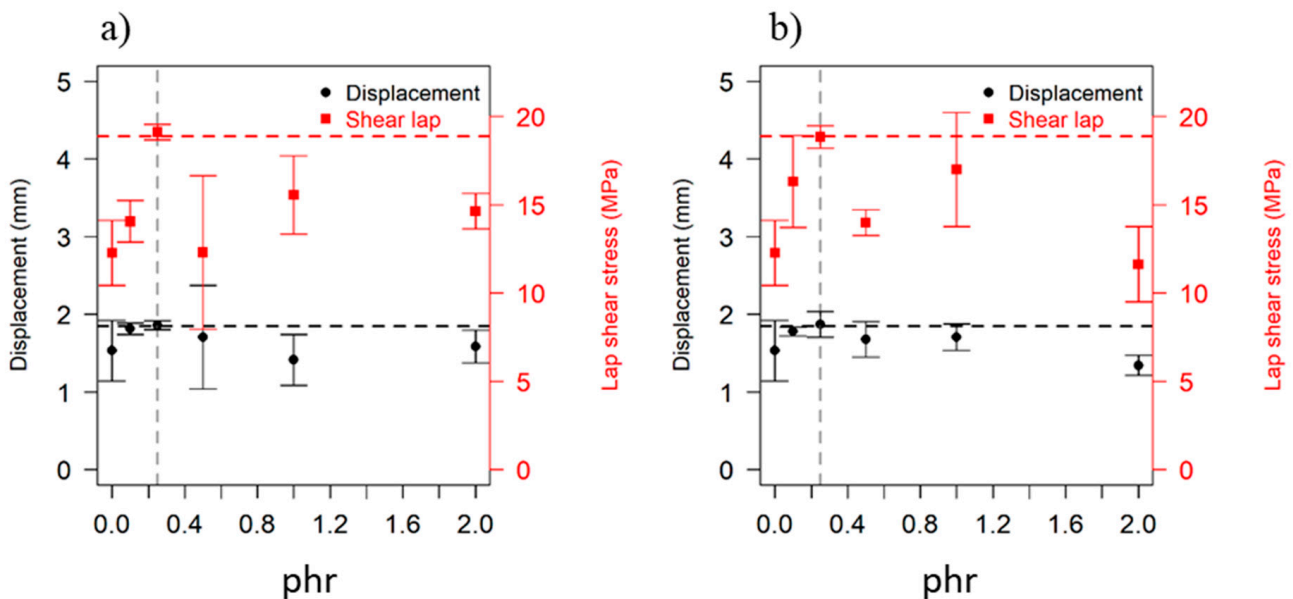 a)
Displacement (mm)
5
4
3
2
1
0
Displacement
Shear lap
20
15
10
5
0
Lap shear stress (MPa)
0.0 0.4 0.8 1.2 1.6 2.0
phr
b)
Displacement (mm)
5
4
3
2
1
0
Displacement
Shear lap
20
15
10
5
0
Lap shear stress (MPa)
0.0 0.4 0.8 1.2 1.6 2.0
phr